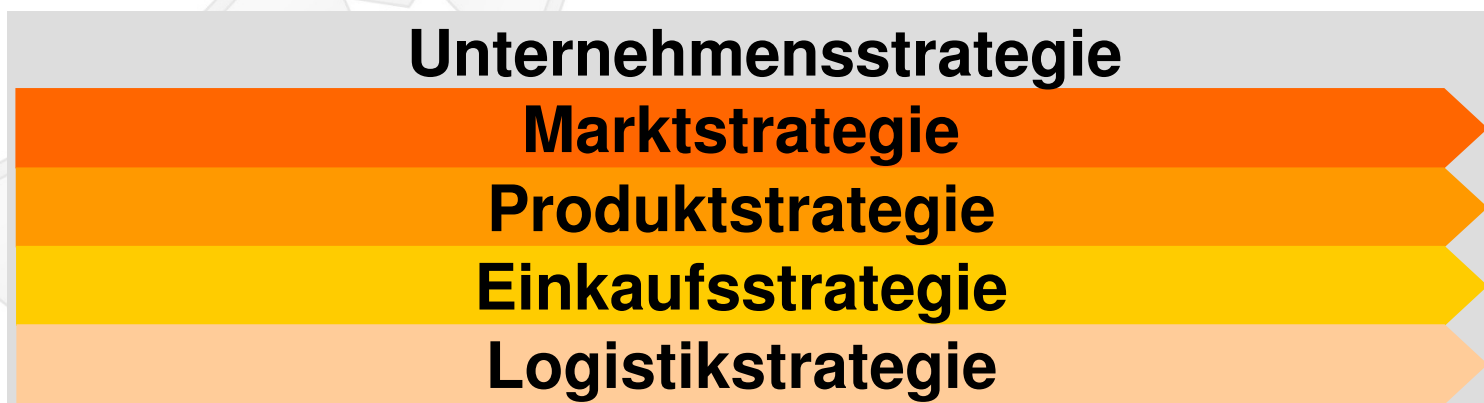 Unternehmensstrategie
Marktstrategie
Produktstrategie
Einkaufsstrategie
Logistikstrategie